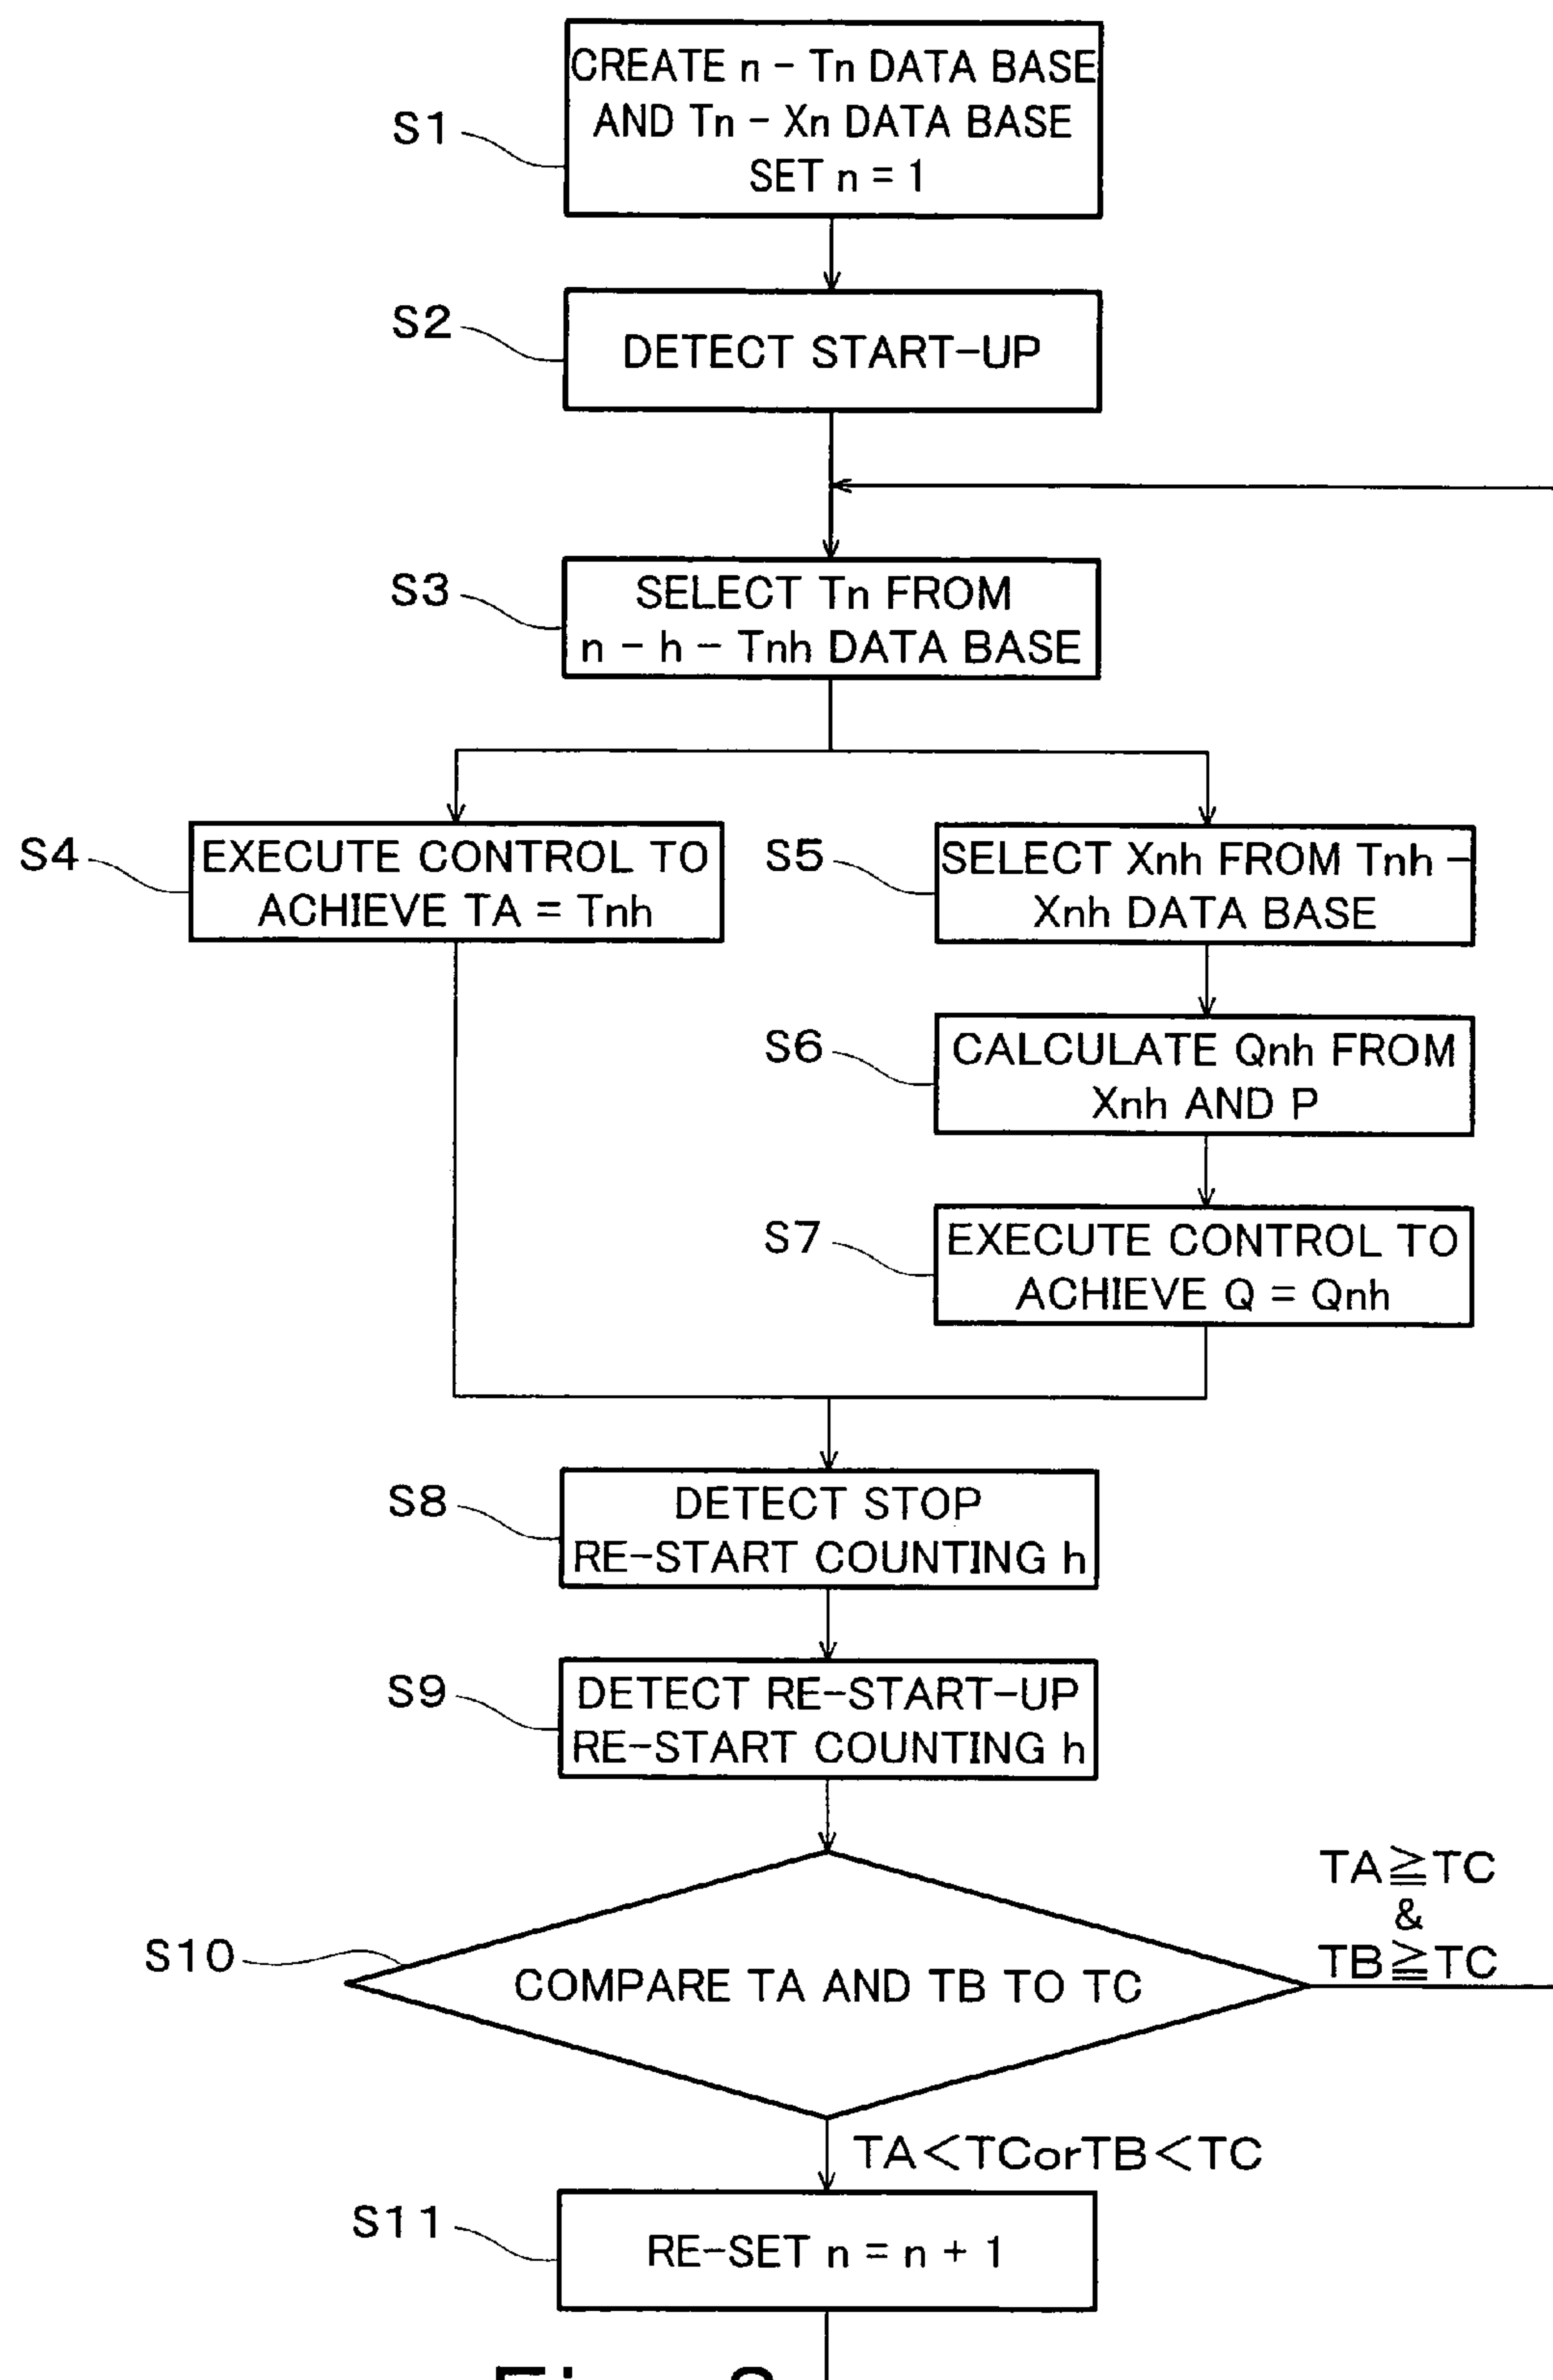 S1
CREATE n - Tn DATA BASE
AND Tn - Xn DATA BASE
SET n = 1
S2
DETECT START-UP
S3
SELECT Tn FROM
n - h - Tnh DATA BASE
S4
EXECUTE CONTROL TO
ACHIEVE TA = Tnh
S5
SELECT Xnh FROM Tnh -
Xnh DATA BASE
S6
CALCULATE Qnh FROM
Xnh AND P
S7
EXECUTE CONTROL TO
ACHIEVE Q = Qnh
S8
DETECT STOP
RE-START COUNTING h
S9
DETECT RE-START-UP
RE-START COUNTING h
S10
COMPARE TA AND TB TO TC
TA≧TC
&
TB≧TC
TA<TCorTB<TC
S11
RE-SET n = n + 1